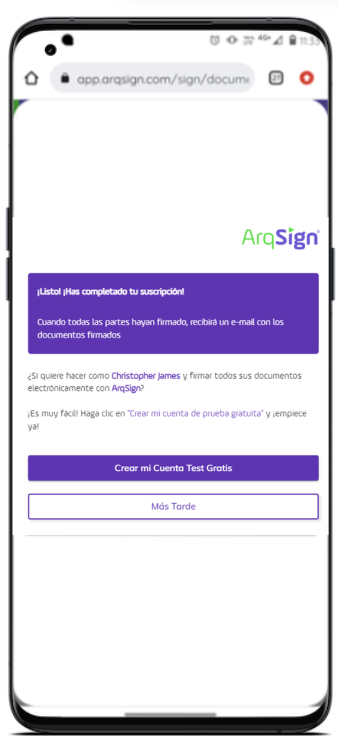 4G+ 11:33
app.arqsign.com/sign/docum
ArqSign
¡Listo! ¡Has completado tu suscripción!
Cuando todas las partes hayan firmado, recibirá un e-mail con los
documentos firmados
¿Si quiere hacer como Christopher James y firmar todos sus documentos
electrónicamente con ArqSign?
¡Es muy fácil! Haga clic en "Crear mi cuenta de prueba gratuita" y ¡empiece
ya!
Crear mi Cuenta Test Gratis
Más Tarde